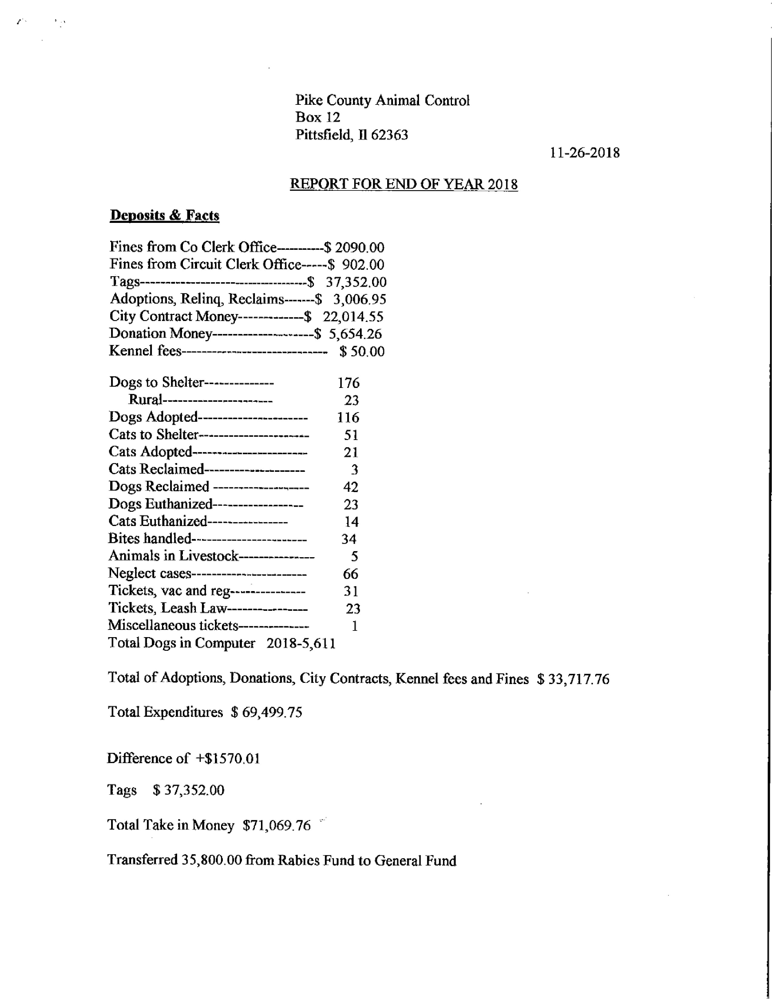 Pike County Animal Control
Box 12
Pittsfield, Il 62363
11-26-2018
REPORT FOR END OF YEAR 2018
Deposits & Facts
Fines from Co Clerk Office-----------$ 2090.00
Fines from Circuit Clerk Office------$ 902.00
Tags-------------------------------------$ 37,352.00
Adoptions, Relinq, Reclaims-------$ 3,006.95
City Contract Money---------------$ 22,014.55
Donation Money-----------------------$ 5,654.26
Kennel fees--------------------------------- $ 50.00
Dogs to Shelter---------------- 176
Rural------------------------- 23
Dogs Adopted------------------------- 116
Cats to Shelter------------------------- 51
Cats Adopted-------------------------- 21
Cats Reclaimed----------------------- 3
Dogs Reclaimed ---------------------- 42
Dogs Euthanized-------------------- 23
Cats Euthanized------------------ 14
Bites handled-------------------------- 34
Animals in Livestock----------------- 5
Neglect cases-------------------------- 66
Tickets, vac and reg----------------- 31
Tickets, Leash Law------------------ 23
Miscellaneous tickets---------------- 1
Total Dogs in Computer 2018-5,611
Total of Adoptions, Donations, City Contracts, Kennel fees and Fines $ 33,717.76
Total Expenditures $ 69,499.75
Difference of +$1570.01
Tags $ 37,352.00
Total Take in Money $71,069.76
Transferred 35,800.00 from Rabies Fund to General Fund